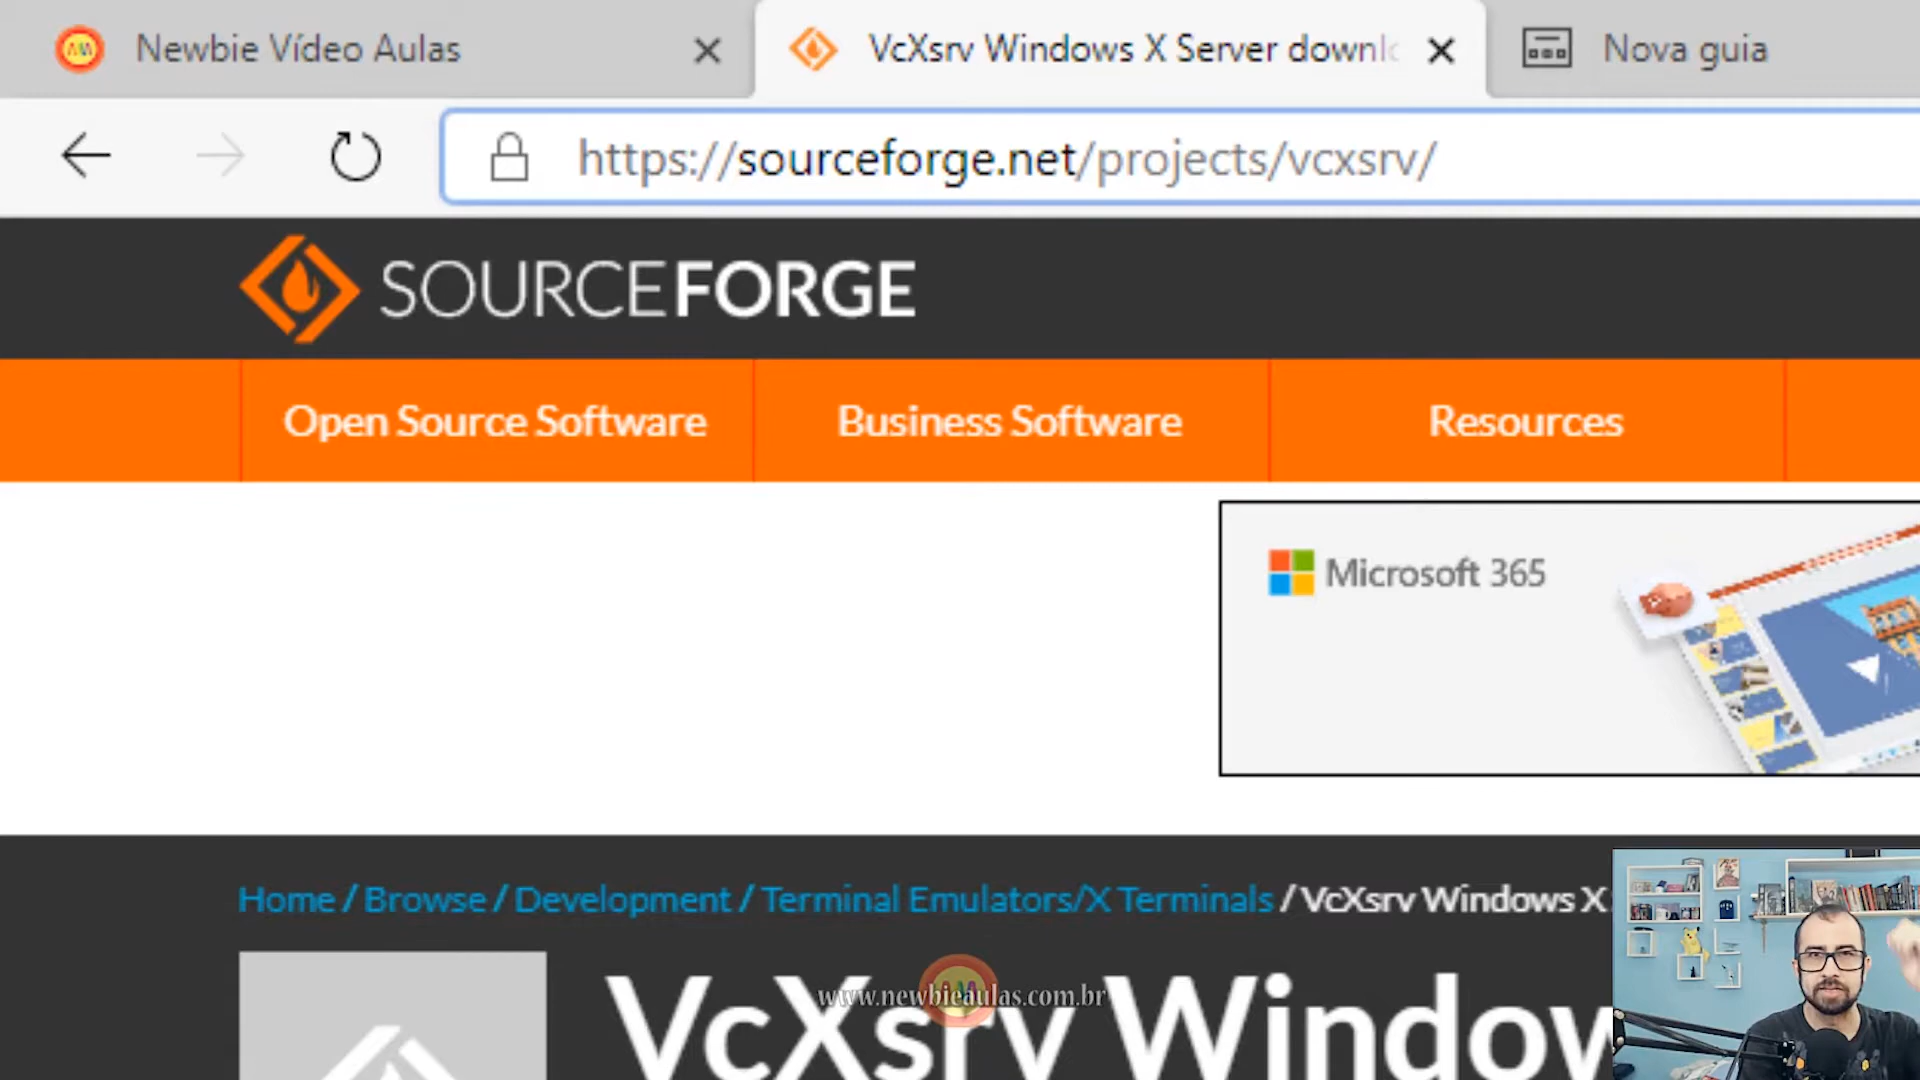 Newbie Vídeo Aulas
VcXsrv Windows X Server downl
Nova guia
https://sourceforge.net/projects/vcxsrv/
SOURCEFORGE
Open Source Software
Business Software
Resources
Microsoft 365
Home / Browse / Development / Terminal Emulators/X Terminals / VcXsrv Windows X
VcXsrv Window
www.newbieaulas.com.br